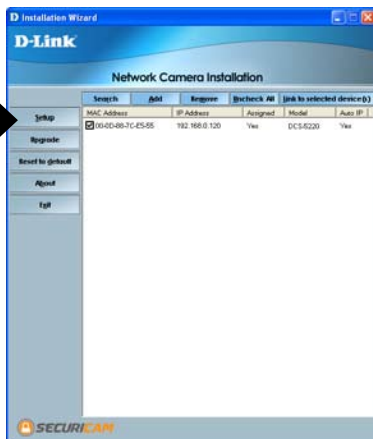 D Installation Wizard
D-Link
Network Camera Installation
Search Add Remove Uncheck All Link to selected device(s)
MAC Address IP Address Assigned Model Auto IP
Setup
00-0D-88-7C-E5-55 192.168.0.120 Yes DCS-5220 Yes
Upgrade
Reset to default
About
Exit
SECURICAM